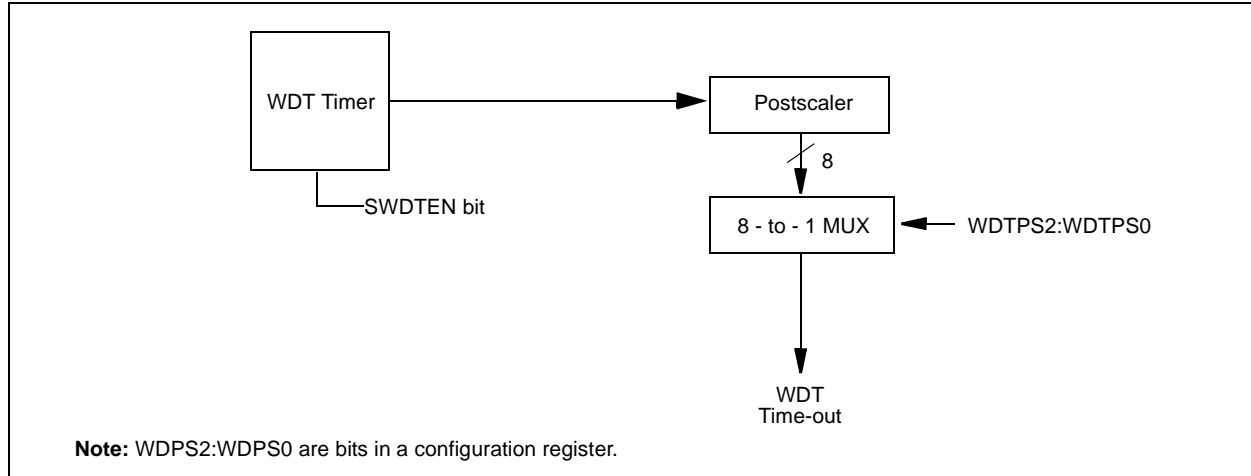 WDT Timer
Postscaler
8
SWDTEN bit
8 - to - 1 MUX
WDTPS2:WDTPS0
WDT
Time-out
Note: WDPS2:WDPS0 are bits in a configuration register.